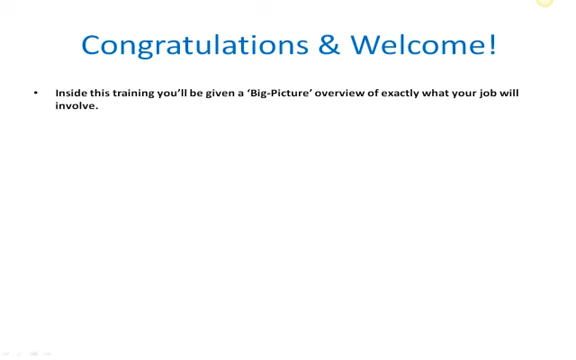 Congratulations & Welcome!
• Inside this training you'll be given a ‘Big-Picture’ overview of exactly what your job will
involve.